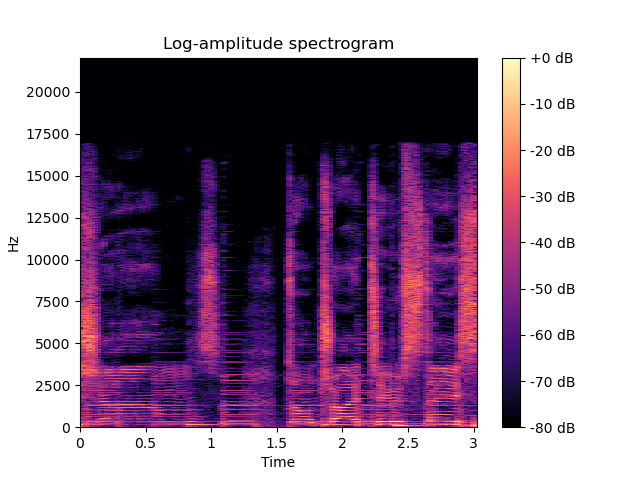 Log-amplitude spectrogram
+0 dB
20000
-10 dB
17500
-20 dB
15000
-30 dB
12500
Hz
-40 dB
10000
-50 dB
7500
-60 dB
5000
-70 dB
2500
0
-80 dB
0 0.5 1 1.5 2 2.5 3
Time